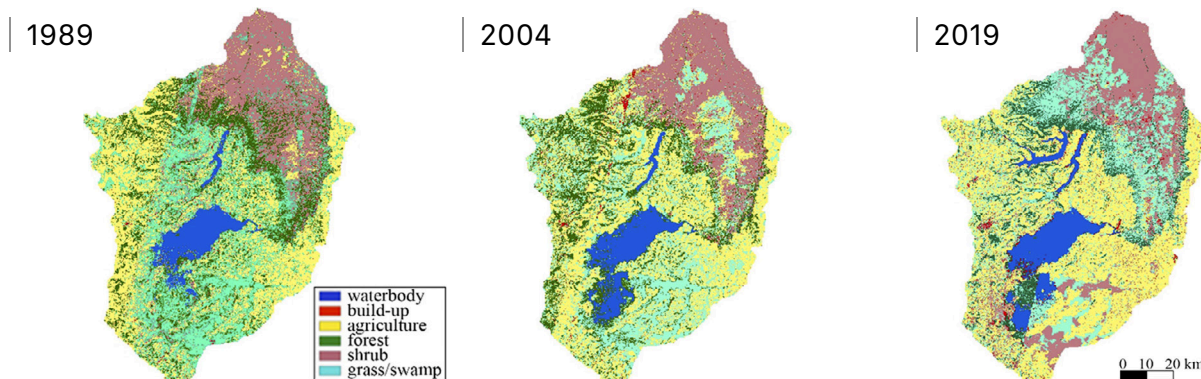 1989
2004
2019
waterbody
build-up
agriculture
forest
shrub
grass/swamp
0 10 20 km